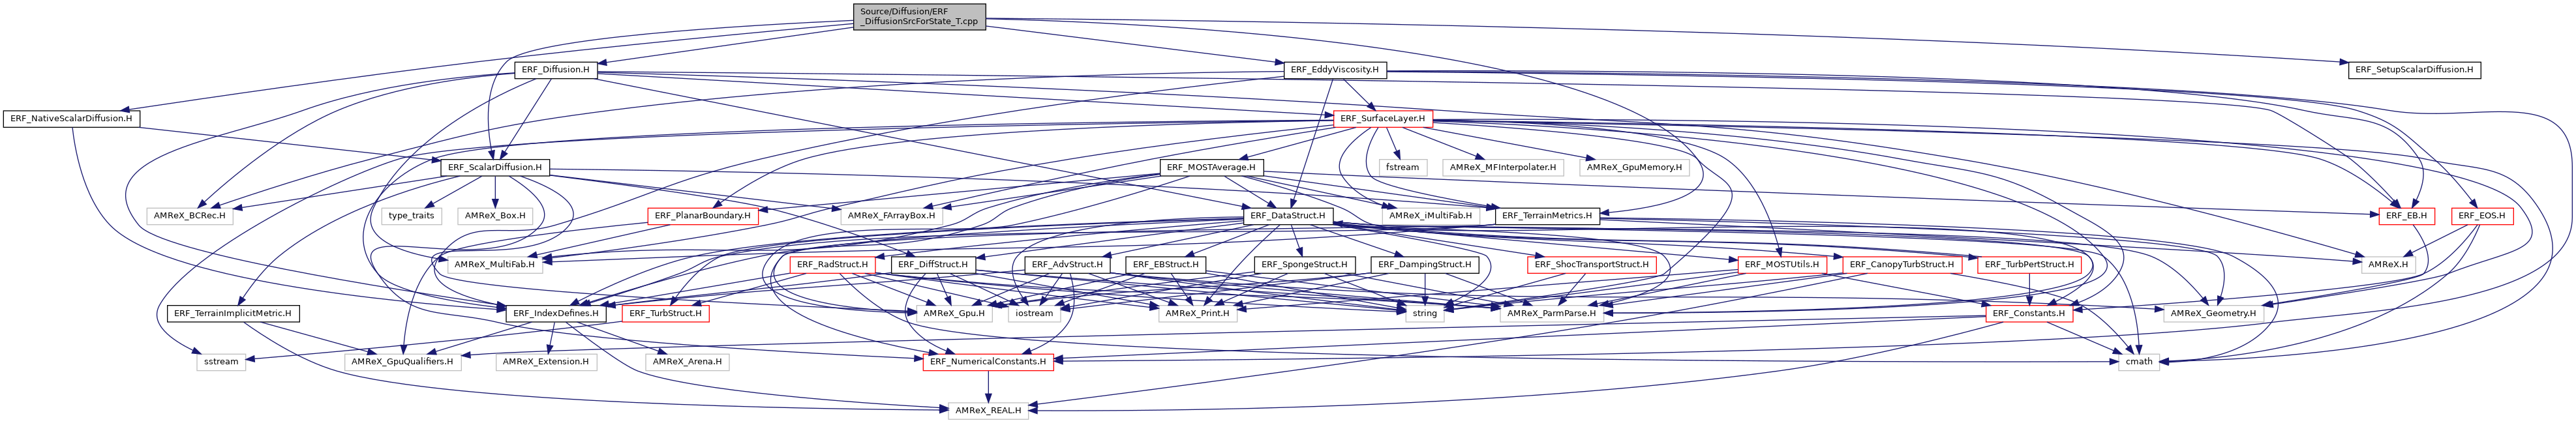 Source/Diffusion/ERF
_DiffusionSrcForState_T.cpp
ERF_Diffusion.H
ERF_EddyViscosity.H
ERF_SetupScalarDiffusion.H
ERF_NativeScalarDiffusion.H
ERF_SurfaceLayer.H
ERF_ScalarDiffusion.H
ERF_MOSTAverage.H
fstream
AMReX_MFInterpolater.H
AMReX_GpuMemory.H
AMReX_BCRec.H
type_traits
AMReX_Box.H
ERF_PlanarBoundary.H
AMReX_FArrayBox.H
ERF_DataStruct.H
AMReX_iMultiFab.H
ERF_TerrainMetrics.H
ERF_EB.H
ERF_EOS.H
AMReX_MultiFab.H
ERF_RadStruct.H
ERF_DiffStruct.H
ERF_AdvStruct.H
ERF_EBStruct.H
ERF_SpongeStruct.H
ERF_DampingStruct.H
ERF_ShocTransportStruct.H
ERF_MOSTUtils.H
ERF_CanopyTurbStruct.H
ERF_TurbPertStruct.H
AMReX.H
ERF_TerrainImplicitMetric.H
ERF_IndexDefines.H
ERF_TurbStruct.H
AMReX_Gpu.H
iostream
AMReX_Print.H
string
AMReX_ParmParse.H
ERF_Constants.H
AMReX_Geometry.H
sstream
AMReX_GpuQualifiers.H
AMReX_Extension.H
AMReX_Arena.H
ERF_NumericalConstants.H
cmath
AMReX_REAL.H